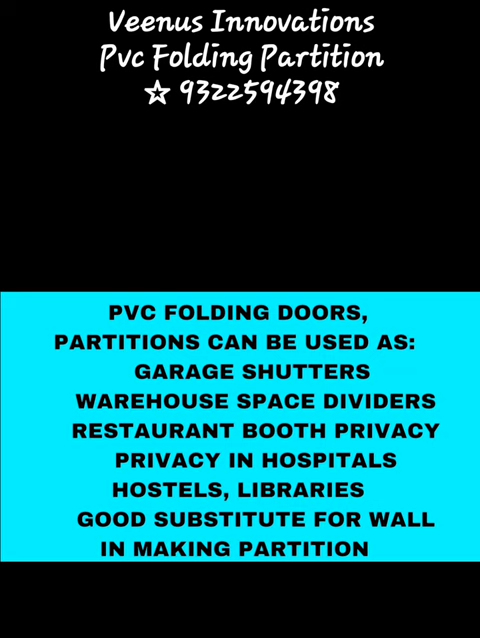 Veenus Innovations
Pvc Folding Partition
☆ 9322594398
PVC FOLDING DOORS,
PARTITIONS CAN BE USED AS:
GARAGE SHUTTERS
WAREHOUSE SPACE DIVIDERS
RESTAURANT BOOTH PRIVACY
PRIVACY IN HOSPITALS
HOSTELS, LIBRARIES
GOOD SUBSTITUTE FOR WALL
IN MAKING PARTITION